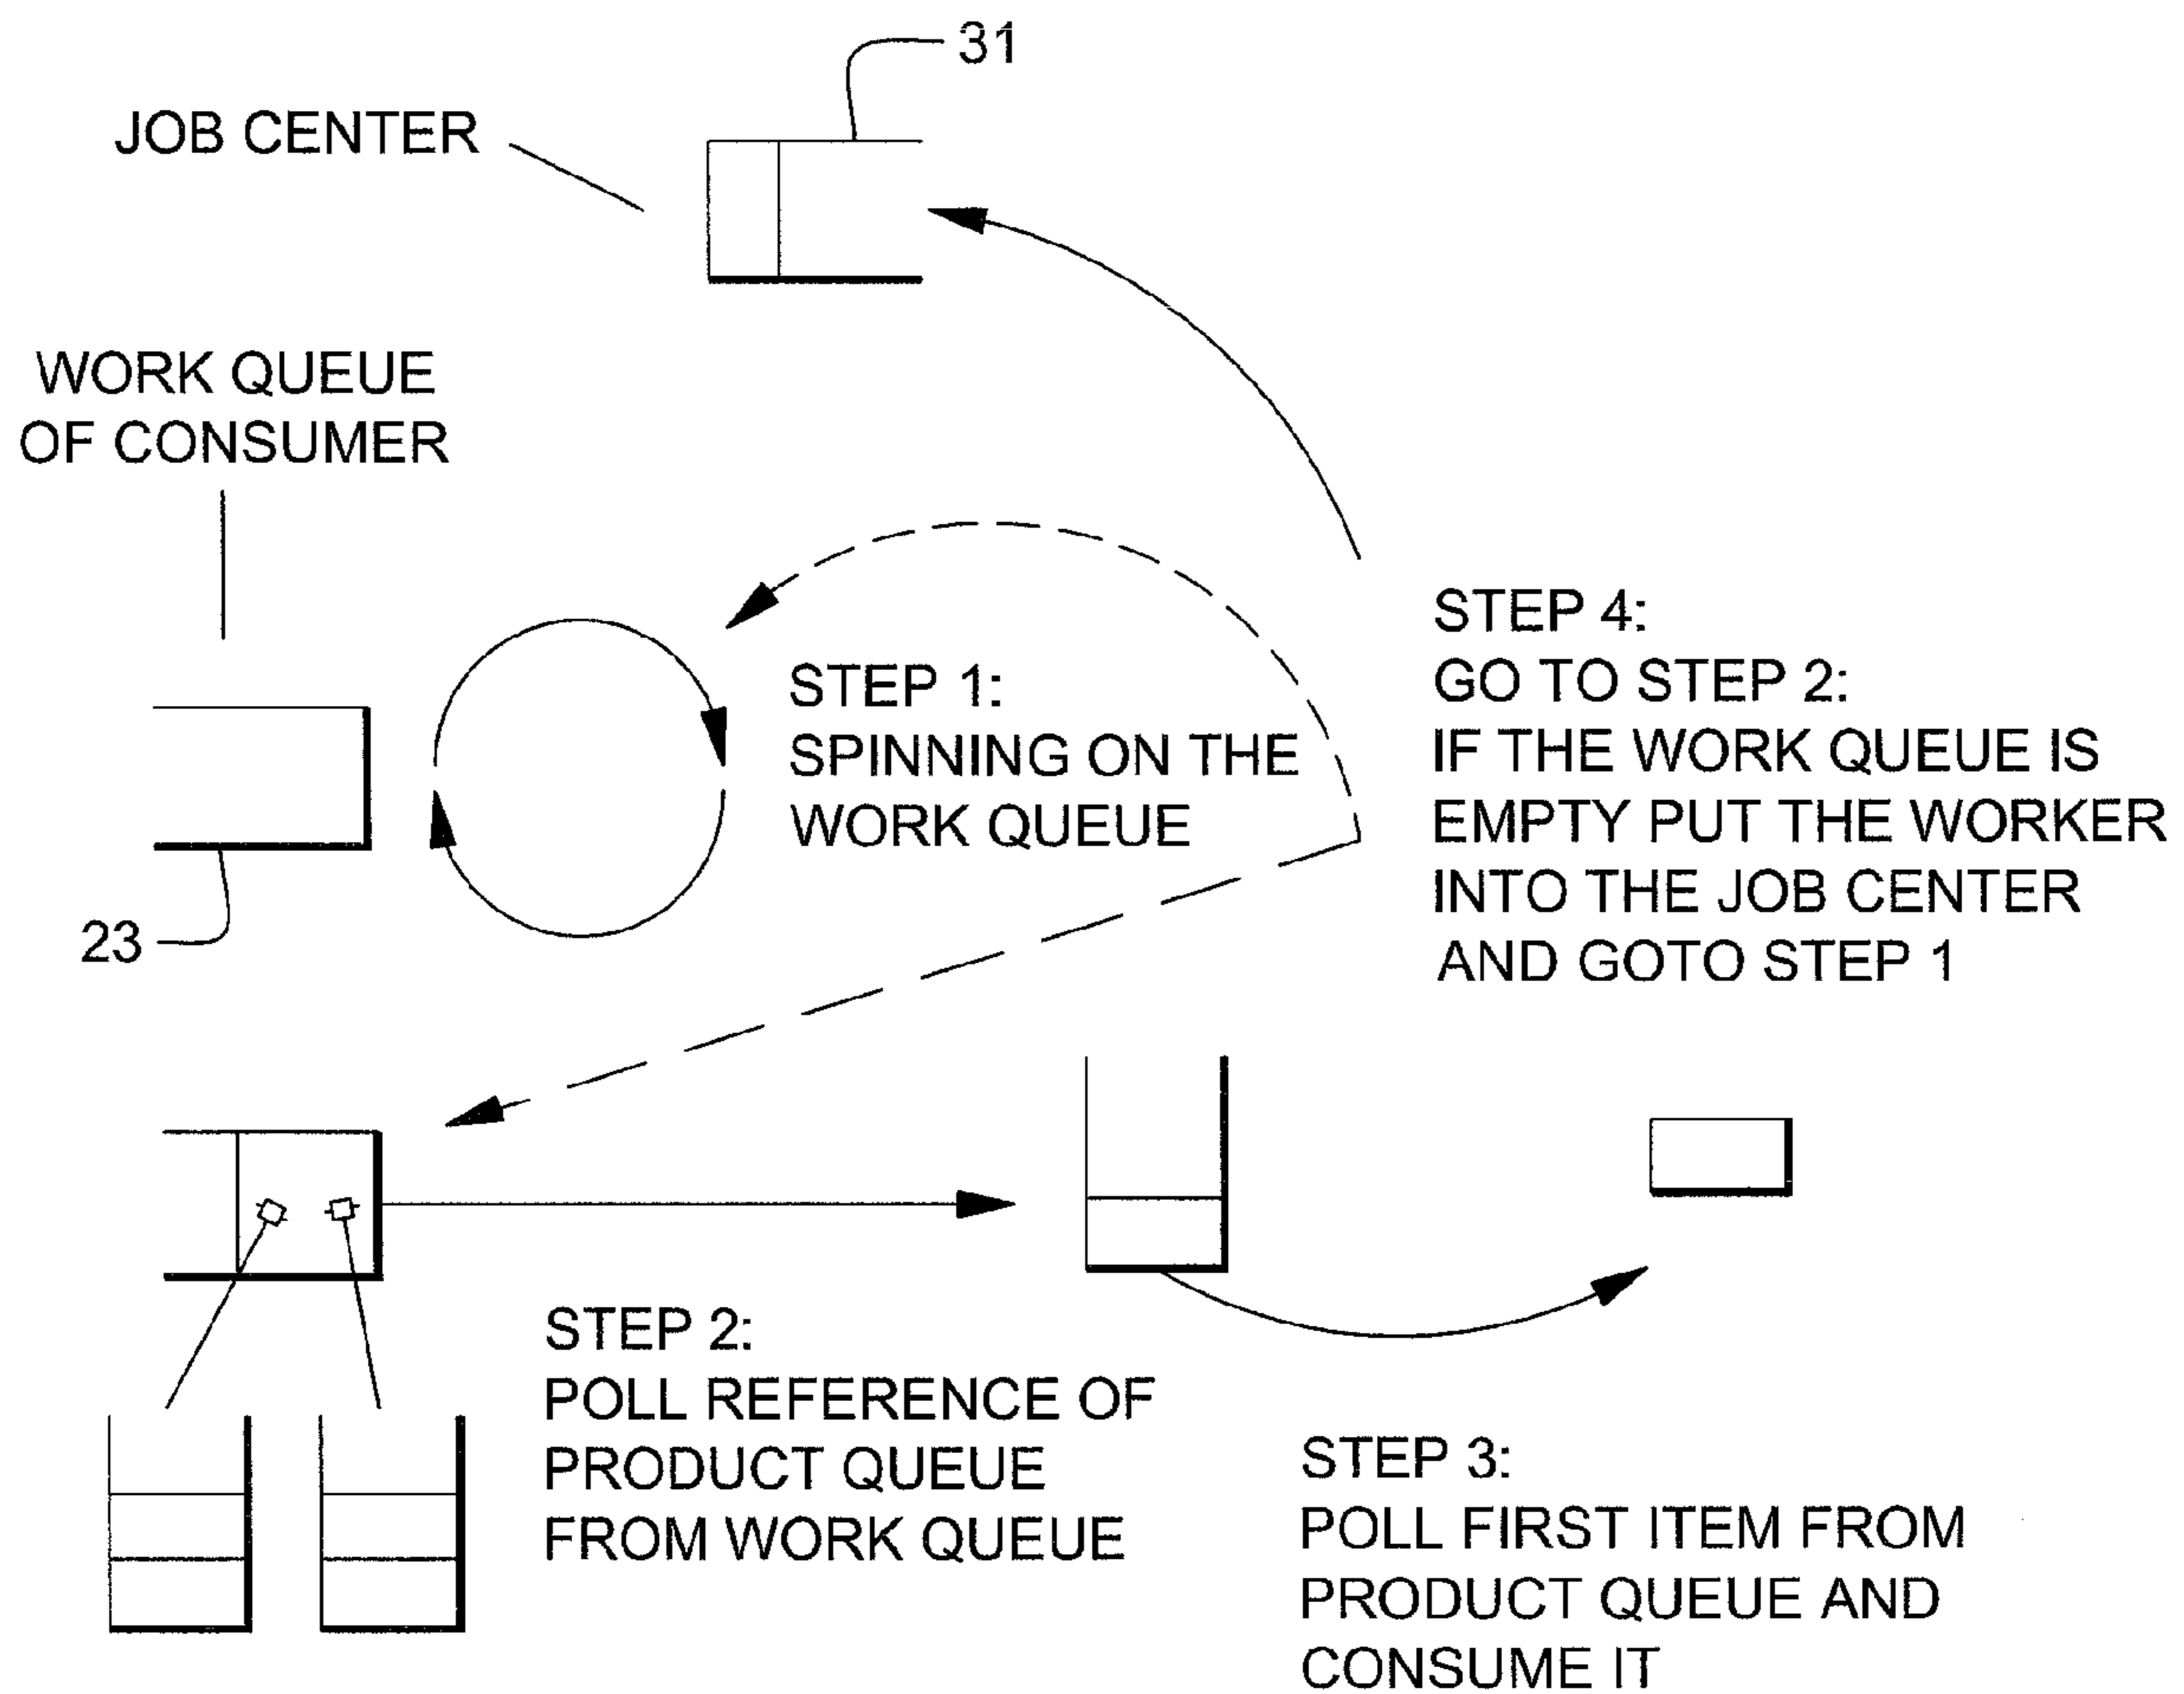 31
JOB CENTER
WORK QUEUE
OF CONSUMER
STEP 1:
SPINNING ON THE
WORK QUEUE
23
STEP 4:
GO TO STEP 2:
IF THE WORK QUEUE IS
EMPTY PUT THE WORKER
INTO THE JOB CENTER
AND GOTO STEP 1
STEP 2:
POLL REFERENCE OF
PRODUCT QUEUE
FROM WORK QUEUE
STEP 3:
POLL FIRST ITEM FROM
PRODUCT QUEUE AND
CONSUME IT